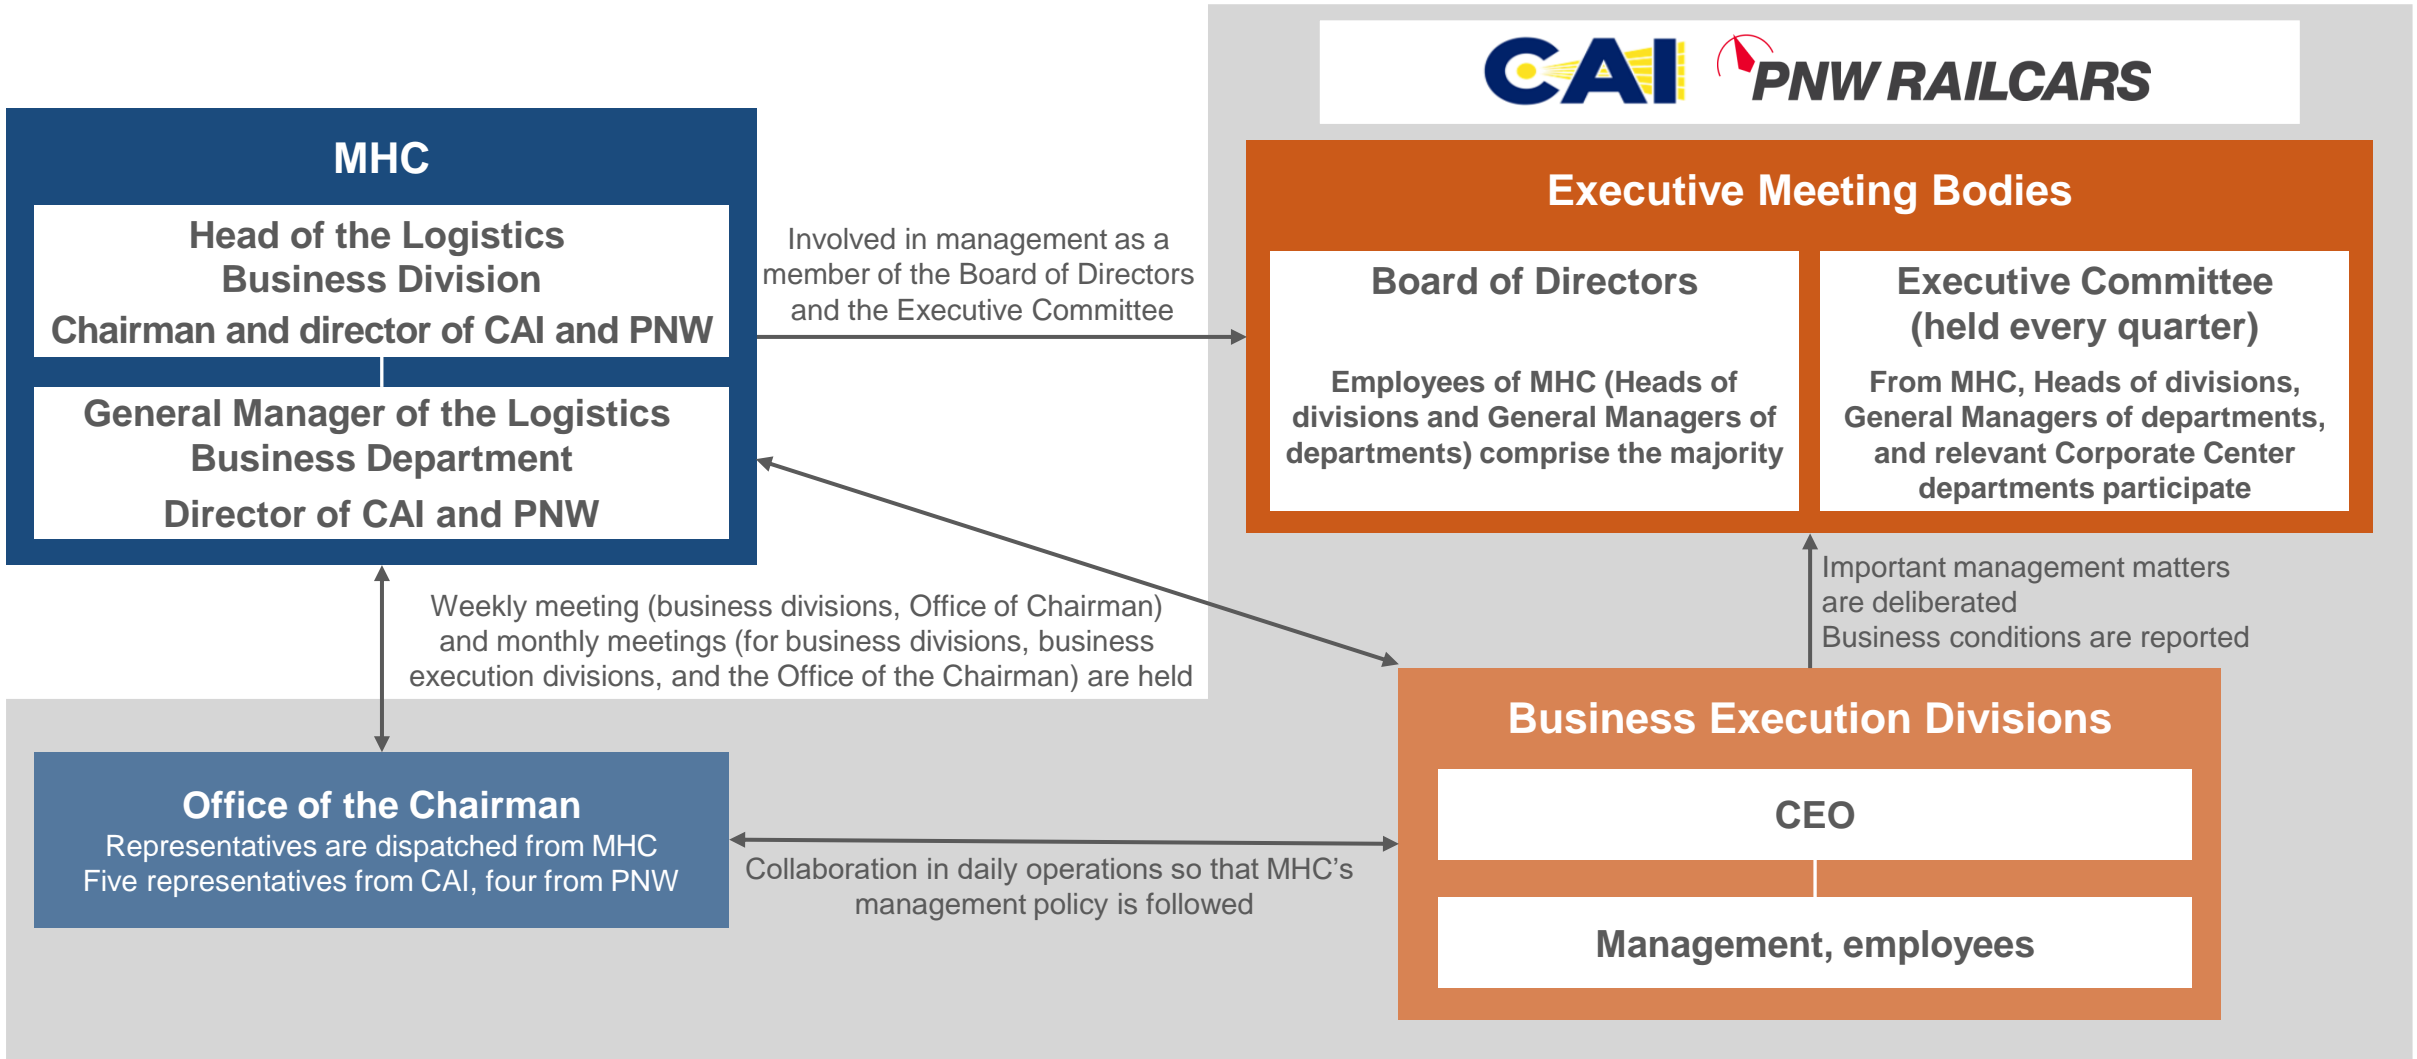 CAI PNW RAILCARS
MHC
Head of the Logistics
Business Division
Chairman and director of CAI and PNW
General Manager of the Logistics
Business Department
Director of CAI and PNW
Involved in management as a
member of the Board of Directors
and the Executive Committee
Executive Meeting Bodies
Board of Directors
Employees of MHC (Heads of
divisions and General Managers of
departments) comprise the majority
Executive Committee
(held every quarter)
From MHC, Heads of divisions,
General Managers of departments,
and relevant Corporate Center
departments participate
Weekly meeting (business divisions, Office of Chairman)
and monthly meetings (for business divisions, business
execution divisions, and the Office of the Chairman) are held
Important management matters
are deliberated
Business conditions are reported
Office of the Chairman
Representatives are dispatched from MHC
Five representatives from CAI, four from PNW
Collaboration in daily operations so that MHC’s
management policy is followed
Business Execution Divisions
CEO
Management, employees